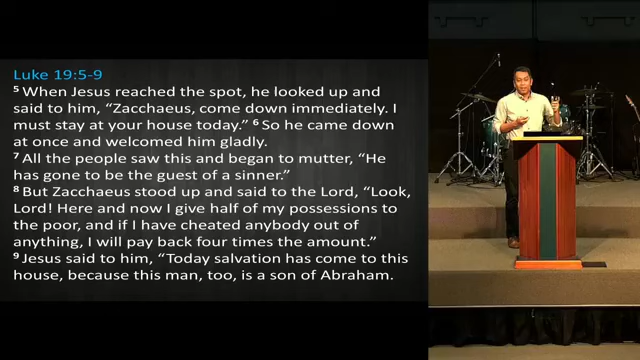 Luke 19:5-9
⁵ When Jesus reached the spot, he looked up and
said to him, “Zacchaeus, come down immediately. I
must stay at your house today.” ⁶ So he came down
at once and welcomed him gladly.
⁷ All the people saw this and began to mutter, “He
has gone to be the guest of a sinner.”
⁸ But Zacchaeus stood up and said to the Lord, “Look,
Lord! Here and now I give half of my possessions to
the poor, and if I have cheated anybody out of
anything, I will pay back four times the amount.”
⁹ Jesus said to him, “Today salvation has come to this
house, because this man, too, is a son of Abraham.